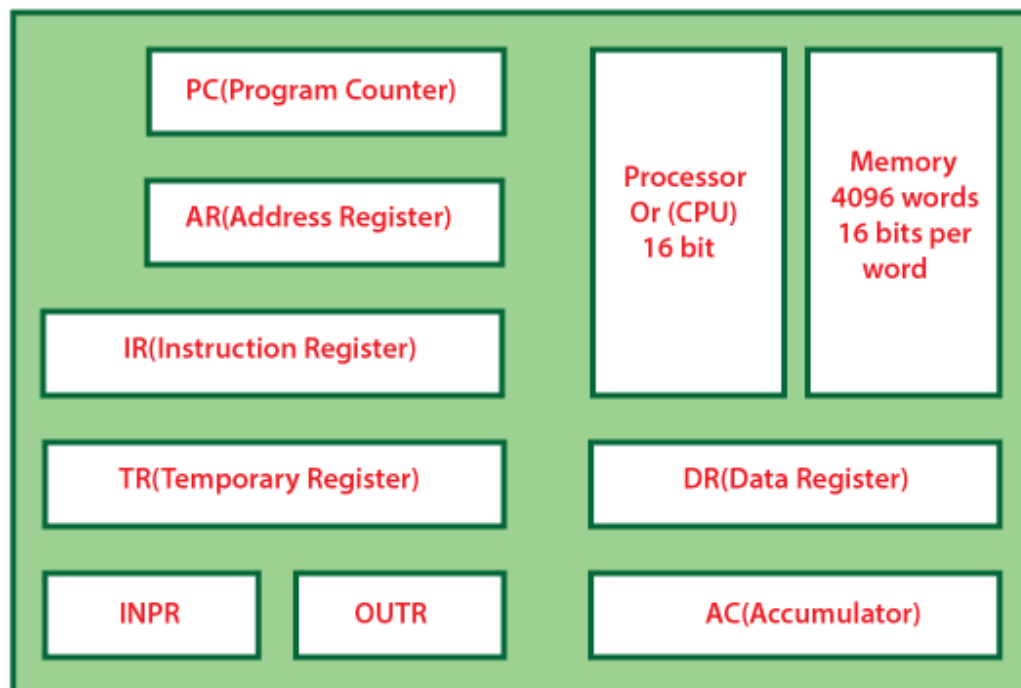 PC(Program Counter)
AR(Address Register)
IR(Instruction Register)
TR(Temporary Register)
INPR
OUTR
Processor
Or (CPU)
16 bit
Memory
4096 words
16 bits per
word
DR(Data Register)
AC(Accumulator)